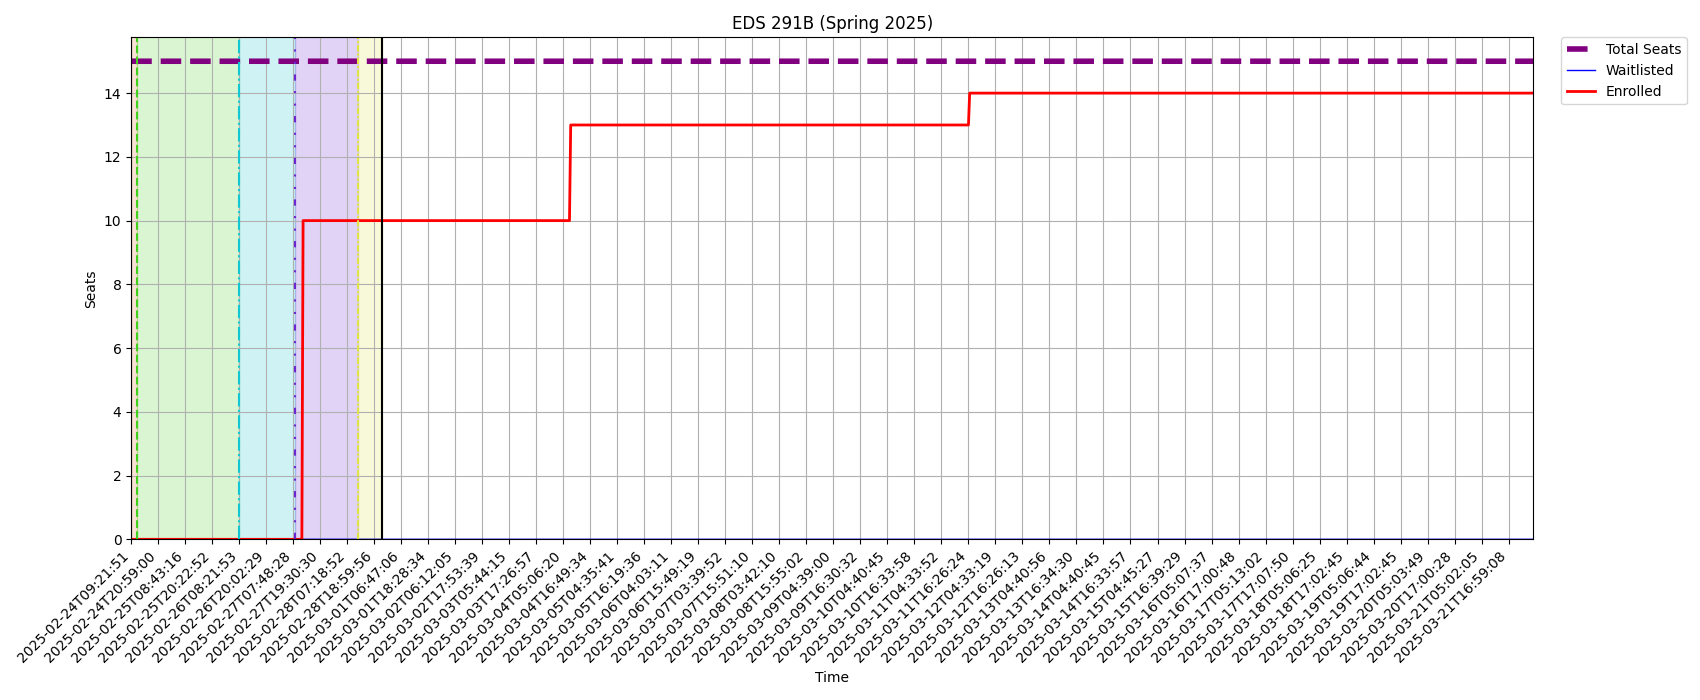 EDS 291B (Spring 2025)
Total Seats
Waitlisted
Enrolled
Seats
14
12
10
8
6
4
2
0
2025-02-24T09:21:51
2025-02-24T20:59:00
2025-02-25T08:43:16
2025-02-25T20:22:52
2025-02-26T08:21:53
2025-02-26T20:02:29
2025-02-27T07:48:28
2025-02-27T19:30:30
2025-02-28T07:18:52
2025-02-28T18:59:56
2025-03-01T06:47:06
2025-03-01T18:28:34
2025-03-02T06:12:05
2025-03-02T17:53:39
2025-03-03T05:44:15
2025-03-03T17:26:57
2025-03-04T05:06:20
2025-03-04T16:49:34
2025-03-05T04:35:41
2025-03-05T16:19:36
2025-03-06T04:03:11
2025-03-06T15:49:19
2025-03-07T03:39:52
2025-03-07T15:51:10
2025-03-08T03:42:10
2025-03-08T15:55:02
2025-03-09T04:39:00
2025-03-09T16:30:32
2025-03-10T04:40:45
2025-03-10T16:33:58
2025-03-11T04:33:52
2025-03-11T16:26:24
2025-03-12T04:33:19
2025-03-12T16:26:13
2025-03-13T04:40:56
2025-03-13T16:34:30
2025-03-14T04:40:45
2025-03-14T16:33:57
2025-03-15T04:45:27
2025-03-15T16:39:29
2025-03-16T05:07:37
2025-03-16T17:00:48
2025-03-17T05:13:02
2025-03-17T17:07:50
2025-03-18T05:06:25
2025-03-18T17:02:45
2025-03-19T05:06:44
2025-03-19T17:02:45
2025-03-20T05:03:49
2025-03-20T17:00:28
2025-03-21T05:02:05
2025-03-21T16:59:08
Time